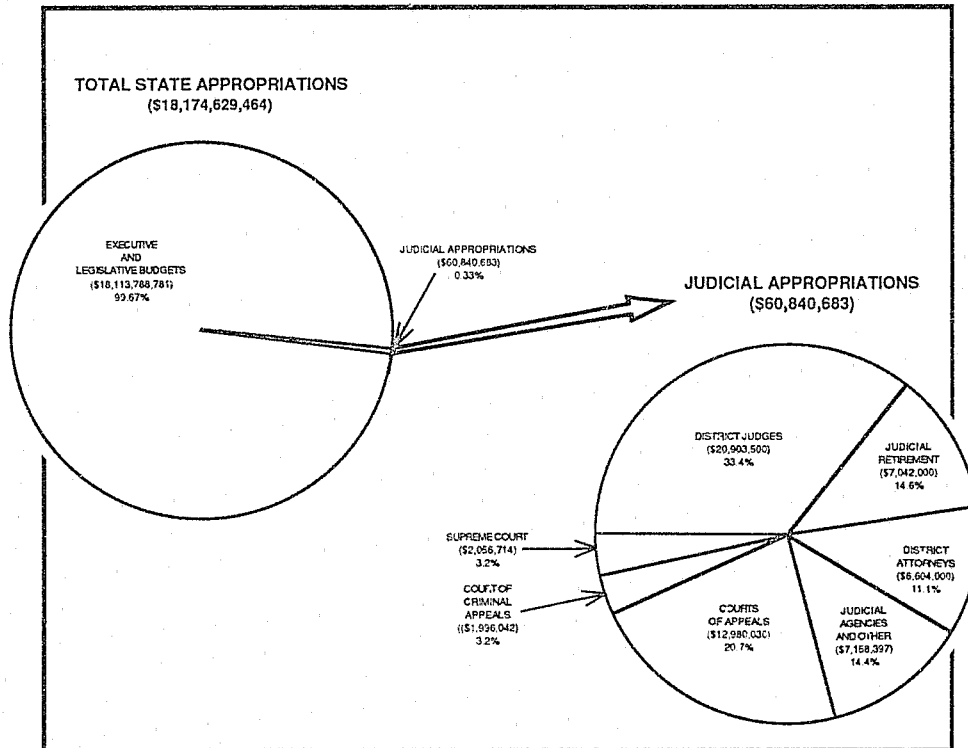 TOTAL STATE APPROPRIATIONS
($18,174,629,464)
EXECUTIVE
AND
LEGISLATIVE BUDGETS
($18,113,788,781)
99.67%
JUDICIAL APPROPRIATIONS
($60,840,683)
0.33%
JUDICIAL APPROPRIATIONS
($60,840,683)
DISTRICT JUDGES
($20,903,500)
33.4%
JUDICIAL
RETIREMENT
($7,042,000)
14.6%
SUPREME COURT
($2,056,714)
3.2%
DISTRICT
ATTORNEYS
($6,604,000)
11.1%
COURT OF
CRIMINAL
APPEALS
(($1,996,042)
3.2%
COURTS
OF APPEALS
($12,980,030)
20.7%
JUDICIAL
AGENCIES
AND OTHER
($7,158,397)
14.4%